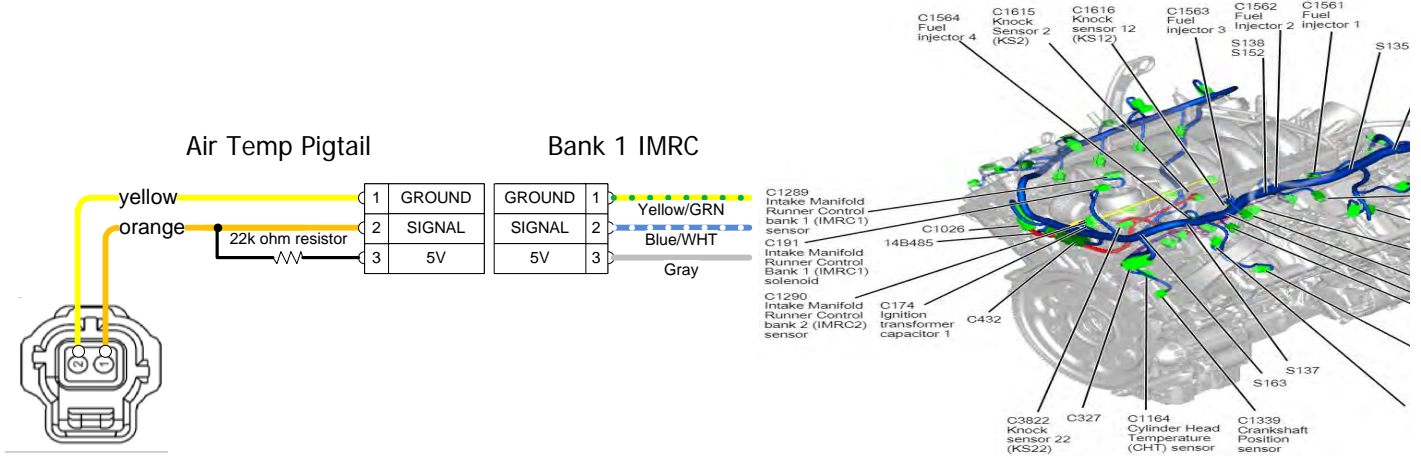 Air Temp Pigtail
Bank 1 IMRC
yellow
orange
22k ohm resistor
1 GROUND
2 SIGNAL
3 5V
GROUND 1
SIGNAL 2
5V 3
Yellow/GRN
Blue/WHT
Gray
2
1
C1564
Fuel
injector 4
C1615
Knock
Sensor 2
(KS2)
C1616
Knock
sensor 12
(KS12)
C1563
Fuel
injector 3
C1562
Fuel
Injector 2
C1561
Fuel
injector 1
S138
S152
S135
C1289
Intake Manifold
Runner Control
bank 1 (IMRC1)
sensor
C1026
14B485
C191
Intake Manifold
Runner Control
Bank 1 (IMRC1)
solenoid
C1290
Intake Manifold
Runner Control
bank 2 (IMRC2)
sensor
C174
Ignition
transformer
capacitor 1
C432
S137
S163
C3822
Knock
sensor 22
(KS22)
C327
C1164
Cylinder Head
Temperature
(CHT) sensor
C1339
Crankshaft
Position
sensor